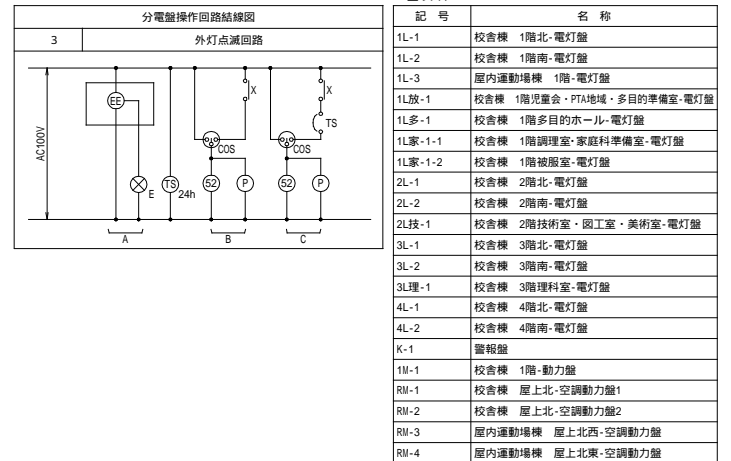 分電盤操作回路結線図
3 外灯点滅回路
AC100V
EE
E
TS
24h
X
COS
52
P
X
TS
COS
52
P
A
B
C
記 号 名 称
1L-1 校舎棟 1階北-電灯盤
1L-2 校舎棟 1階南-電灯盤
1L-3 屋内運動場棟 1階-電灯盤
1L放-1 校舎棟 1階児童会・PTA地域・多目的準備室-電灯盤
1L多-1 校舎棟 1階多目的ホール-電灯盤
1L家-1-1 校舎棟 1階調理室・家庭科準備室-電灯盤
1L家-1-2 校舎棟 1階被服室-電灯盤
2L-1 校舎棟 2階北-電灯盤
2L-2 校舎棟 2階南-電灯盤
2L技-1 校舎棟 2階技術室・図工室・美術室-電灯盤
3L-1 校舎棟 3階北-電灯盤
3L-2 校舎棟 3階南-電灯盤
3L理-1 校舎棟 3階理科室-電灯盤
4L-1 校舎棟 4階北-電灯盤
4L-2 校舎棟 4階南-電灯盤
K-1 警報盤
1M-1 校舎棟 1階-動力盤
RM-1 校舎棟 屋上北-空調動力盤1
RM-2 校舎棟 屋上北-空調動力盤2
RM-3 屋内運動場棟 屋上北西-空調動力盤
RM-4 屋内運動場棟 屋上北東-空調動力盤